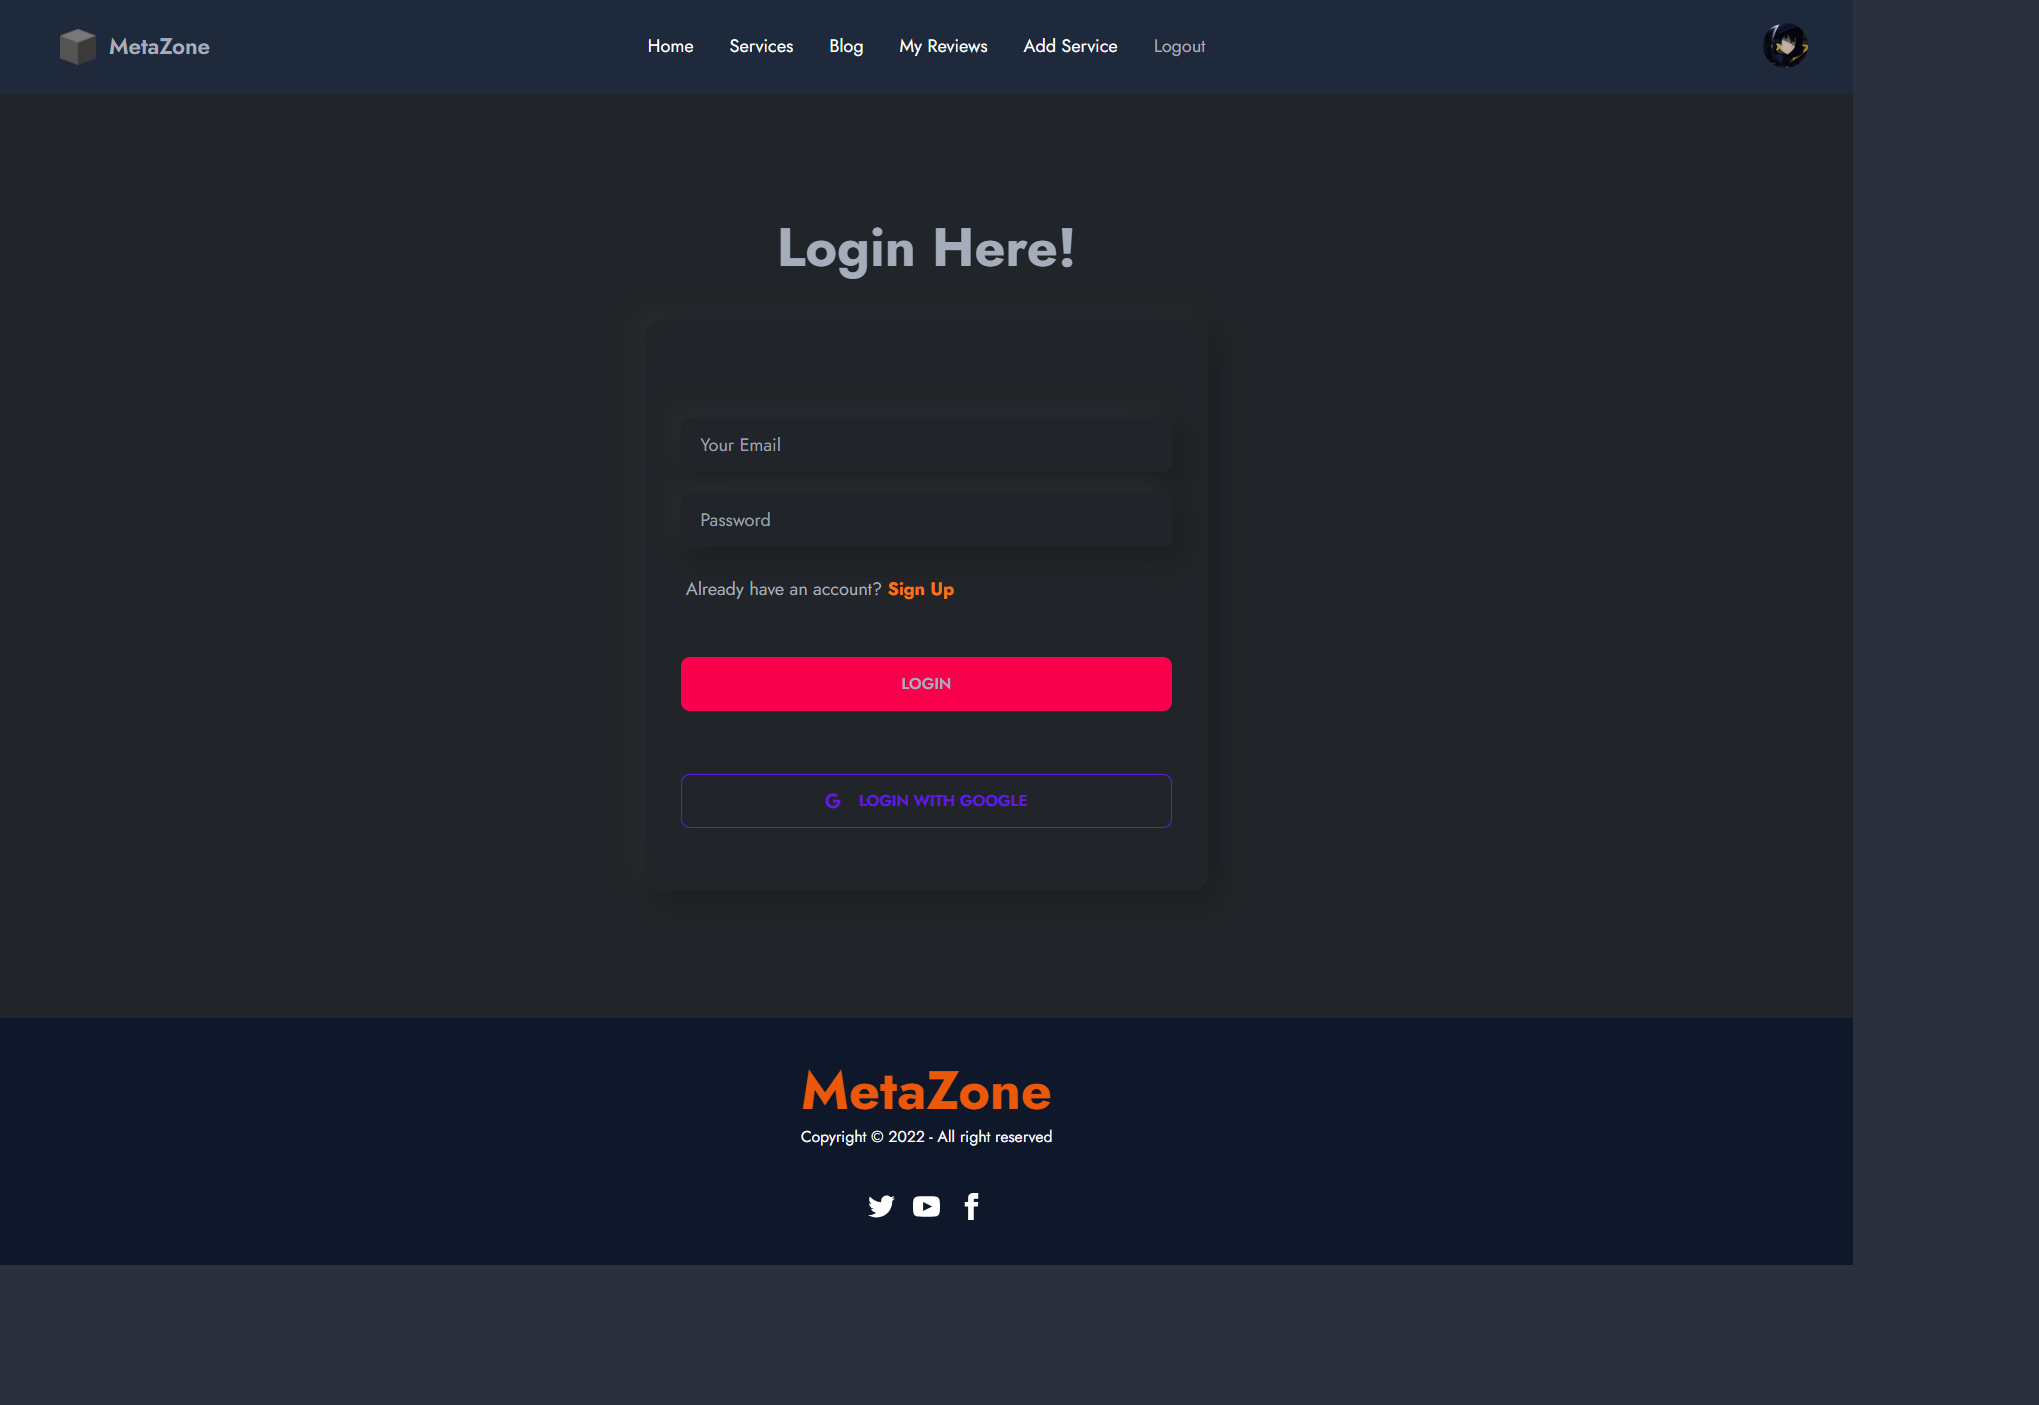 MetaZone Home Services Blog My Reviews Add Service Logout
Login Here!
Your Email
Password
Already have an account? Sign Up
LOGIN
G LOGIN WITH GOOGLE
MetaZone
Copyright © 2022 - All right reserved